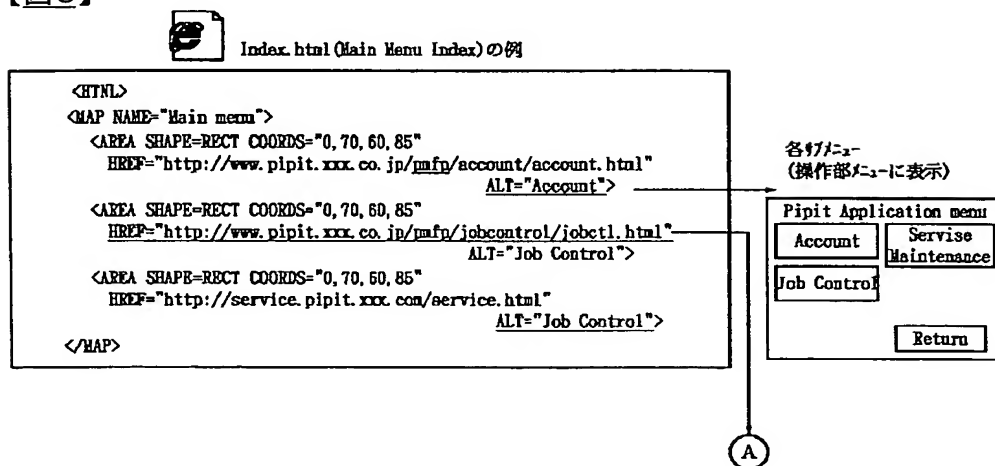 Index.html(Main Menu Index)の例
<HTML>
<MAP NAME="Main menu">
<AREA SHAPE=RECT COORDS="0,70,60,85"
HREF="http://www.pipit.xxx.co.jp/pmfp/account/account.html"
ALT="Account">
<AREA SHAPE=RECT COORDS="0,70,60,85"
HREF="http://www.pipit.xxx.co.jp/pmfp/jobcontrol/jobctl.html"
ALT="Job Control">
<AREA SHAPE=RECT COORDS="0,70,60,85"
HREF="http://service.pipit.xxx.com/service.html"
ALT="Job Control">
</MAP>
各サブメニュー
(操作部メニューに表示)
Pipit Application menu
Account
Servise
Maintenance
Job Control
Return
A